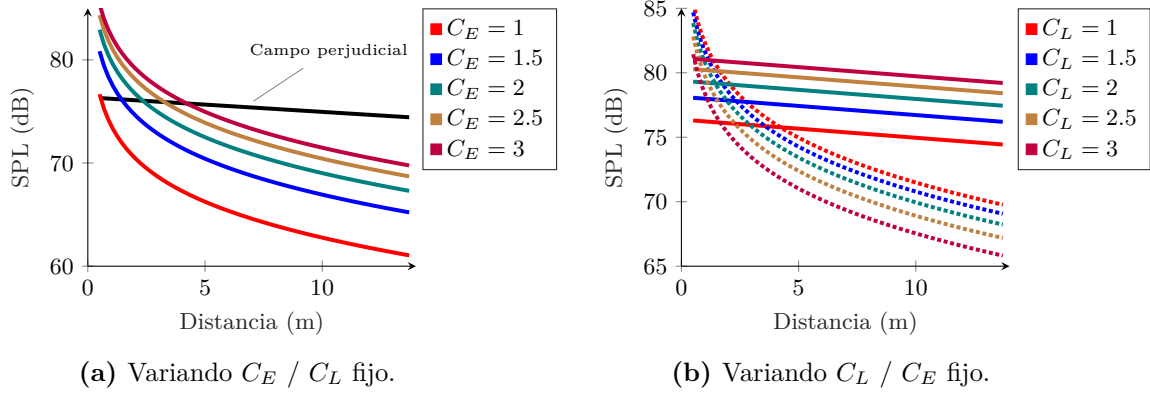 80
70
60
0
5
10
SPL (dB)
Distancia (m)
Campo perjudicial
C_E = 1
C_E = 1.5
C_E = 2
C_E = 2.5
C_E = 3
(a) Variando C_E / C_L fijo.
85
80
75
70
65
0
5
10
SPL (dB)
Distancia (m)
C_L = 1
C_L = 1.5
C_L = 2
C_L = 2.5
C_L = 3
(b) Variando C_L / C_E fijo.